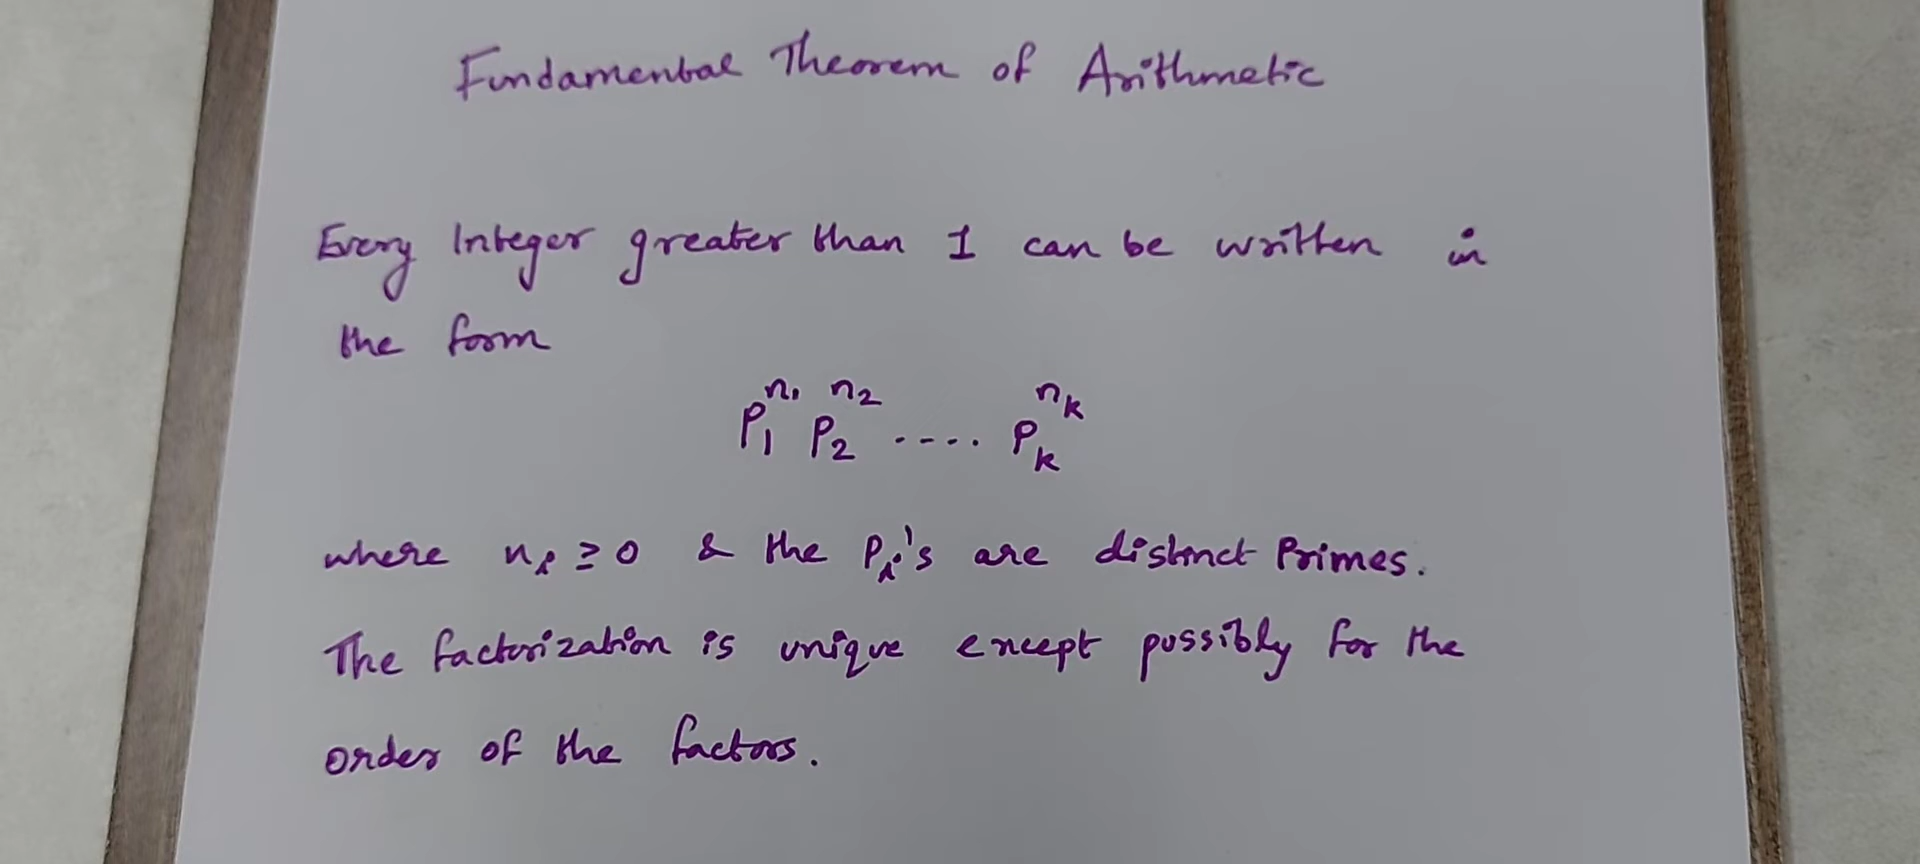 Fundamental Theorem of Arithmetic
Every Integer greater than 1 can be written in
the form
p₁^n₁ p₂^n₂ ..... p_k^n_k
where nᵢ ≥ 0 & the Pᵢ's are distinct Primes.
The factorization is unique except possibly for the
order of the factors.